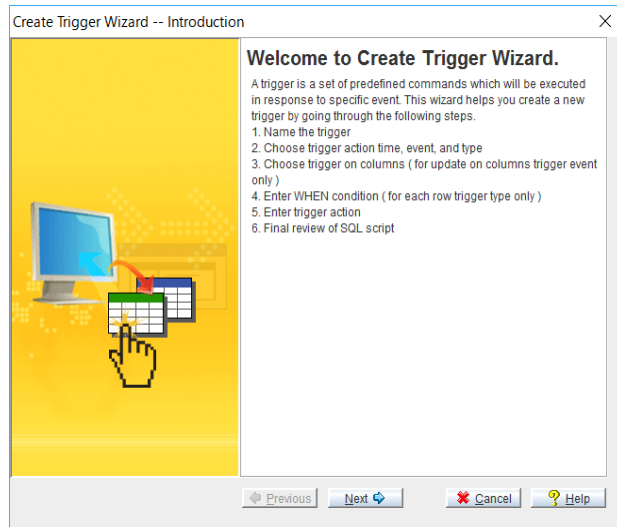 Create Trigger Wizard -- Introduction
Welcome to Create Trigger Wizard.
A trigger is a set of predefined commands which will be executed
in response to specific event. This wizard helps you create a new
trigger by going through the following steps.
1. Name the trigger
2. Choose trigger action time, event, and type
3. Choose trigger on columns ( for update on columns trigger event
only )
4. Enter WHEN condition ( for each row trigger type only )
5. Enter trigger action
6. Final review of SQL script
Previous Next Cancel Help